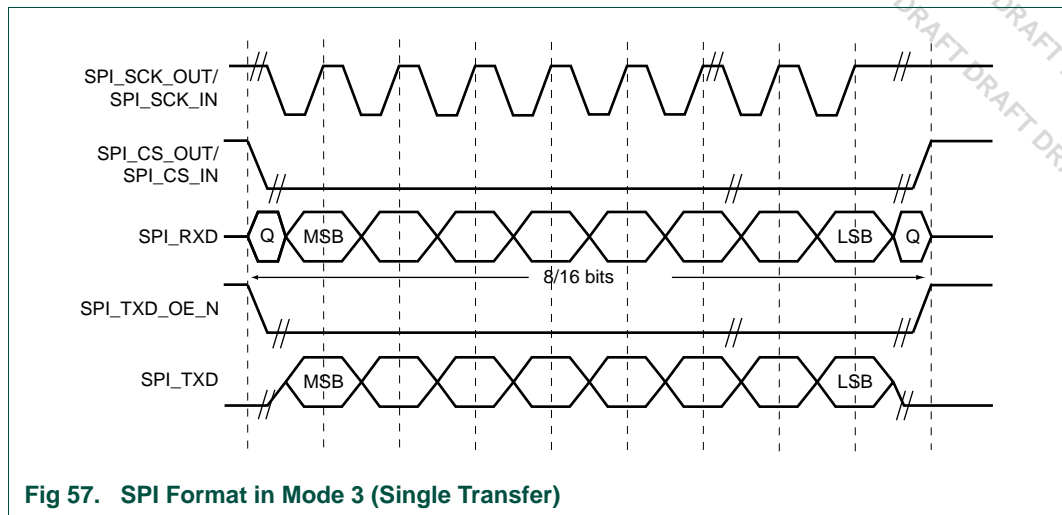 DRAFT DRAFT
DRAFT
DRAFT DR
SPI_SCK_OUT/
SPI_SCK_IN
SPI_CS_OUT/
SPI_CS_IN
SPI_RXD
Q
MSB
LSB
Q
8/16 bits
SPI_TXD_OE_N
SPI_TXD
MSB
LSB
Fig 57. SPI Format in Mode 3 (Single Transfer)